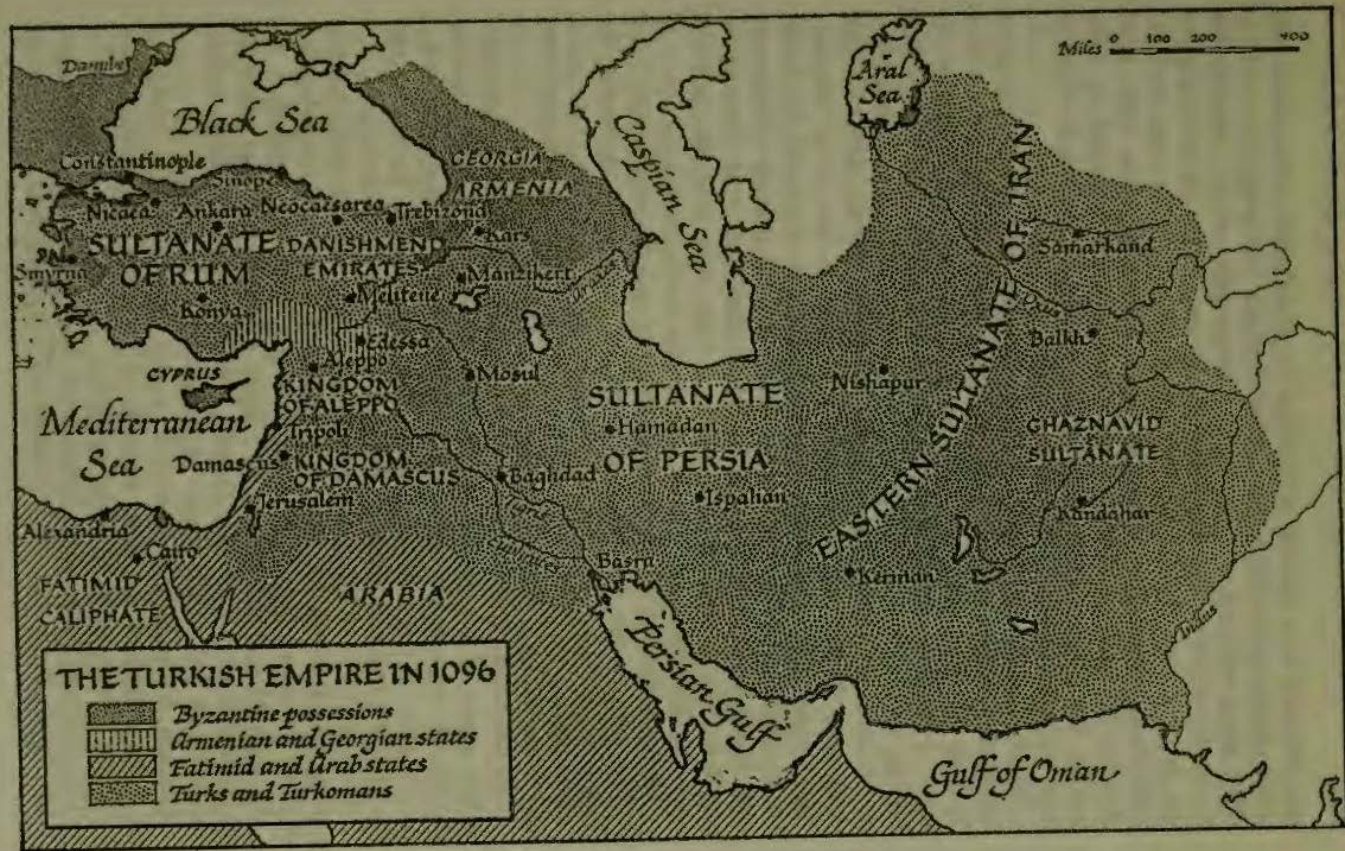 Miles 0 100 200 400
Danube
Black Sea
Aral
Sea
Caspian Sea
Constantinople
Sinope
GEORGIA
ARMENIA
Nicaea
Ankara
Neocaesarea
Trebizond
Kars
SULTANATE
OF RUM
DANISHMEND
EMIRATES
Smyrna
Manzikert
Araxes
Melitene
Konya
Edessa
Aleppo
Mosul
CYPRUS
KINGDOM
OF ALEPPO
Mediterranean
Sea
Tripoli
Damascus
KINGDOM
OF DAMASCUS
Jerusalem
Baghdad
Tigris
Euphrates
Basra
SULTANATE
OF PERSIA
Hamadan
Ispahan
Nishapur
EASTERN SULTANATE OF IRAN
Samarkand
Oxus
Balkh
GHAZNAVID
SULTANATE
Kandahar
Kerman
Indus
Alexandria
Cairo
FATIMID
CALIPHATE
ARABIA
Persian Gulf
Gulf of Oman
THE TURKISH EMPIRE IN 1096
Byzantine possessions
Armenian and Georgian states
Fatimid and Arab states
Turks and Turkomans